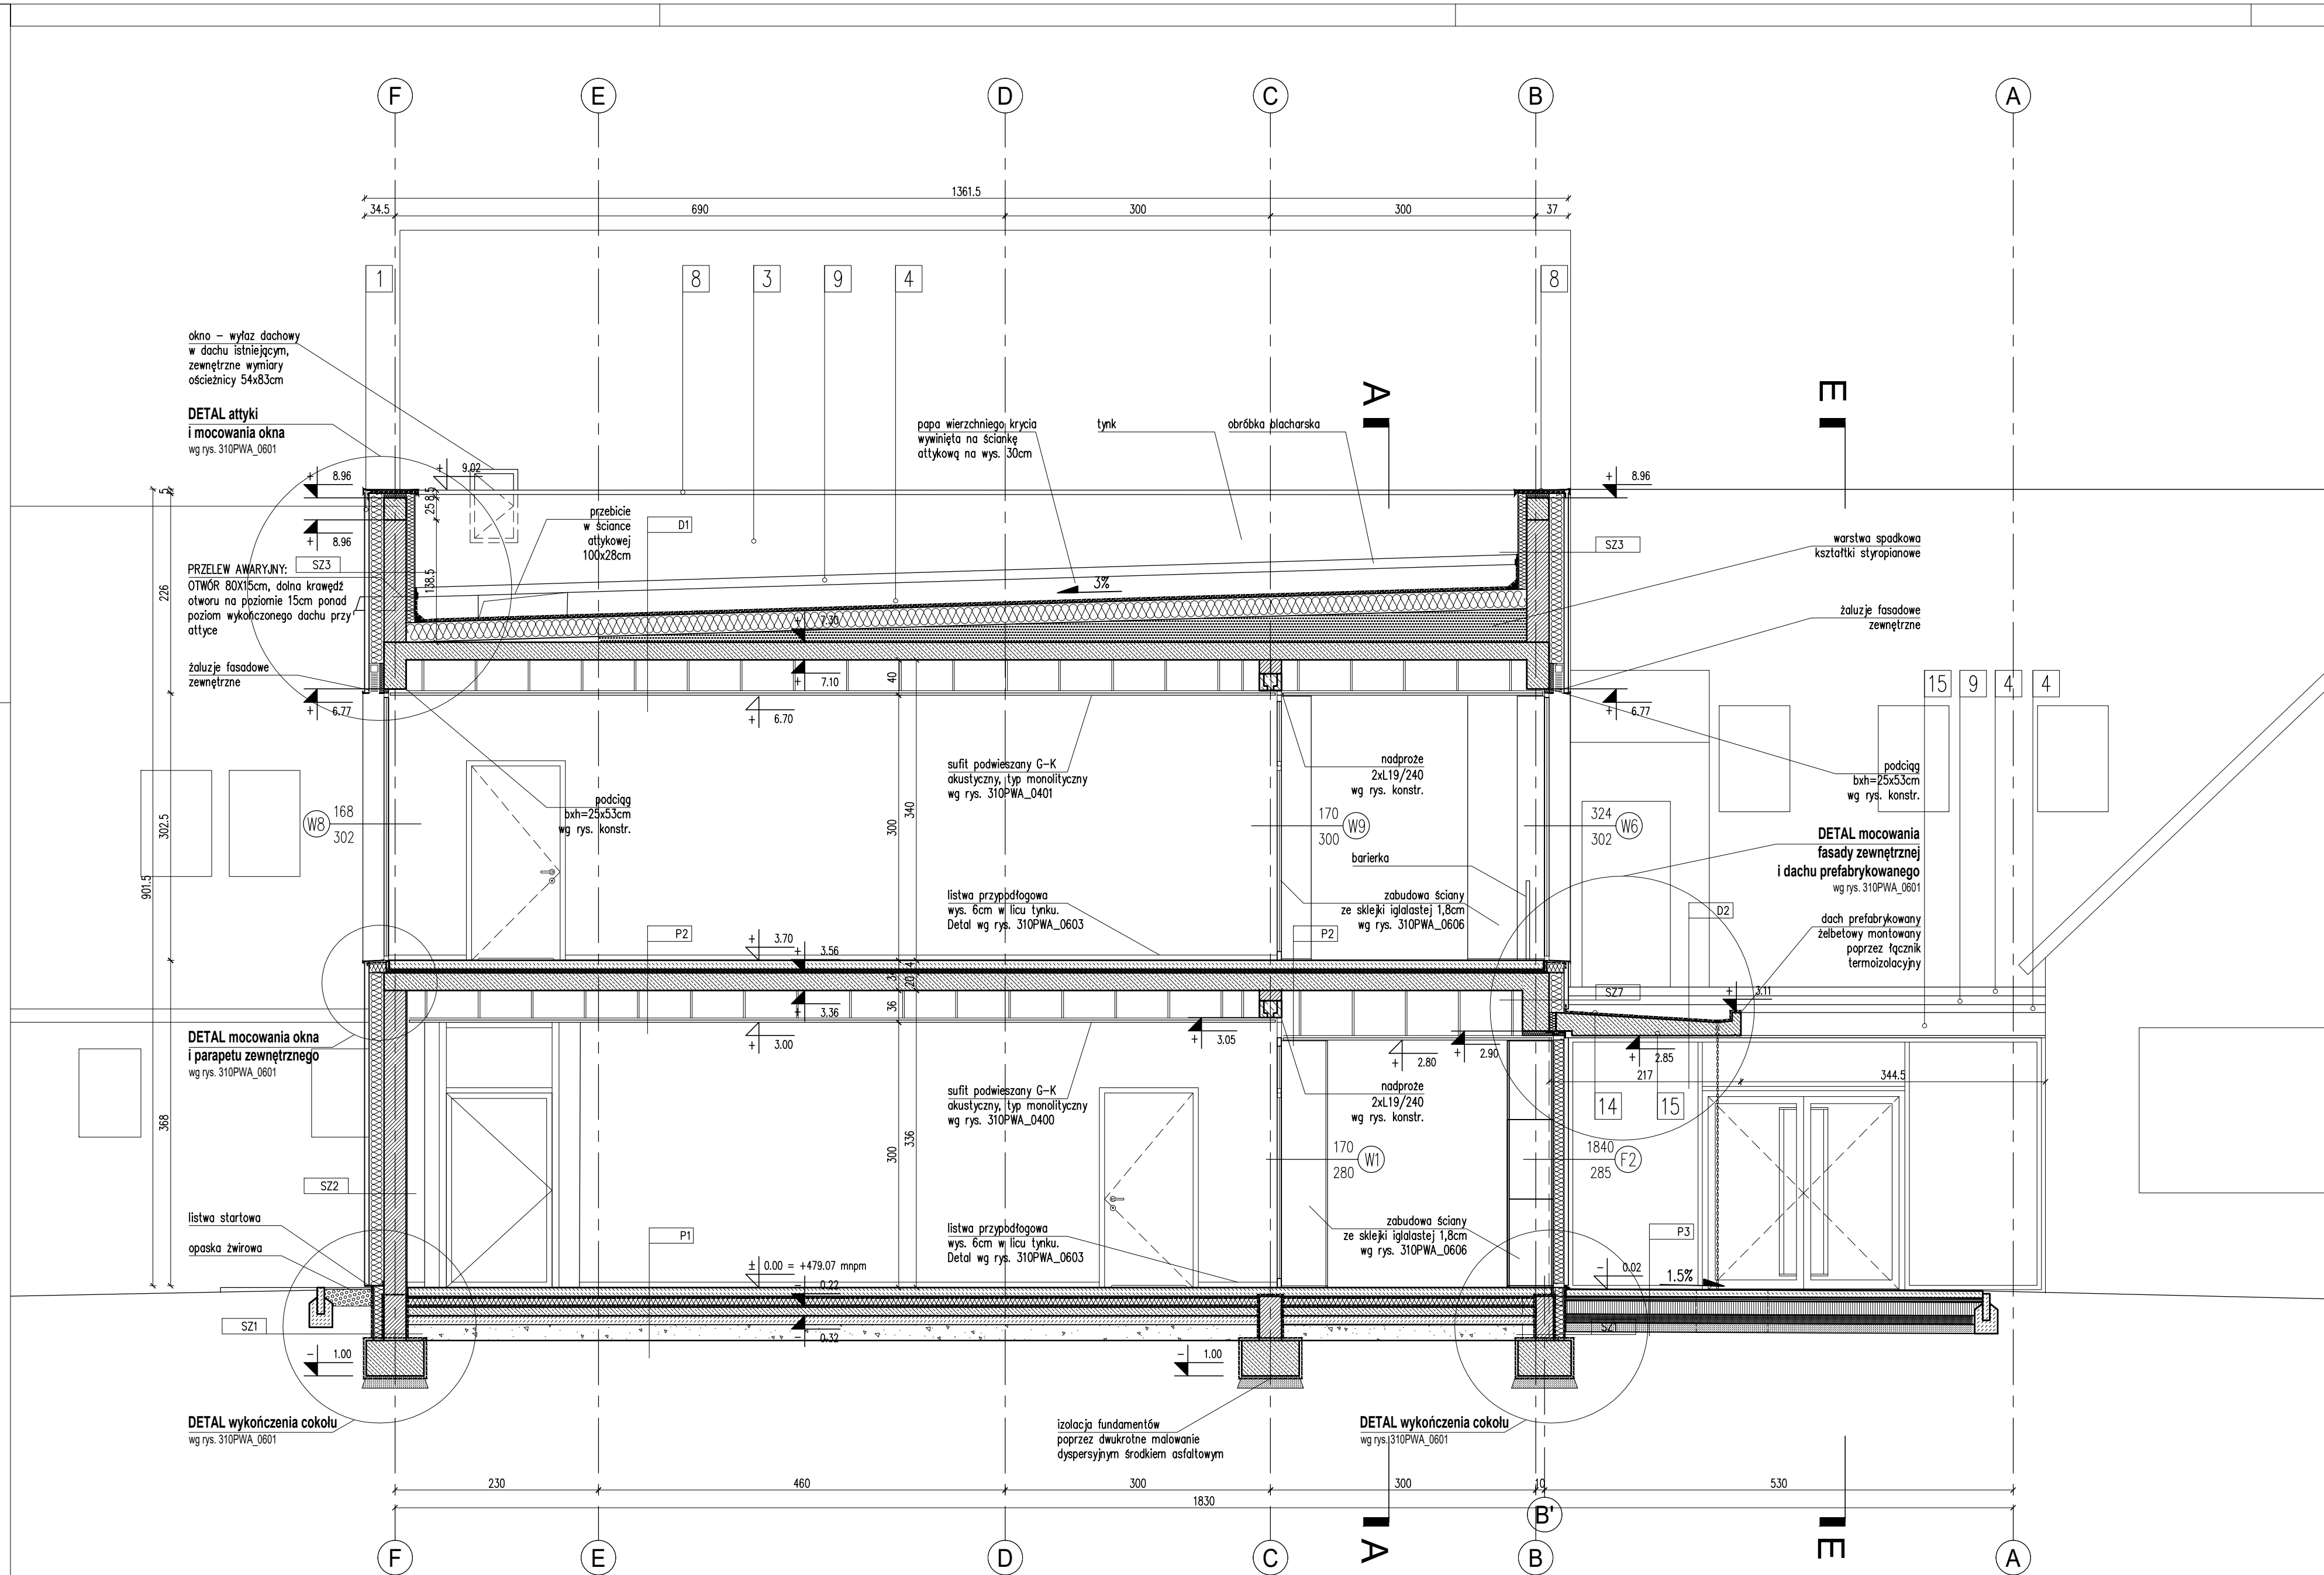 F E D C B A
1361.5
34.5 690 300 300 37
1 8 3 9 4 8
okno – wyłaz dachowy
w dachu istniejącym,
zewnętrzne wymiary
ościeżnicy 54x83cm
DETAL attyki
i mocowania okna
wg rys. 310PWA_0601
papa wierzchniego krycia
wywinięta na ściankę
attykową na wys. 30cm
tynk
obróbka blacharska
A
E
+ 8.96
+ 9.02
+ 8.96
+ 8.96
5
25 8.5
138.5
przebicie
w ściance
attykowej
100x28cm
D1
SZ3
SZ3
warstwa spadkowa
kształtki styropianowe
PRZELEW AWARYJNY:
OTWÓR 80X15cm, dolna krawędź
otworu na poziomie 15cm ponad
poziom wykończonego dachu przy
attyce
3%
226
żaluzje fasadowe
zewnętrzne
+ 7.30
żaluzje fasadowe
zewnętrzne
+ 7.10
40
+ 6.77
+ 6.70
+ 6.77
15 9 4 4
sufit podwieszany G–K
akustyczny, typ monolityczny
wg rys. 310PWA_0401
nadproże
2xL19/240
wg rys. konstr.
podciąg
bxh=25x53cm
wg rys. konstr.
podciąg
bxh=25x53cm
wg rys. konstr.
W8 168
302
302.5
300
340
170
300 W9
324
302 W6
DETAL mocowania
fasady zewnętrznej
i dachu prefabrykowanego
wg rys. 310PWA_0601
barierka
901.5
listwa przypodłogowa
wys. 6cm w licu tynku.
Detal wg rys. 310PWA_0603
zabudowa ściany
ze sklejki iglalastej 1,8cm
wg rys. 310PWA_0606
D2
dach prefabrykowany
żelbetowy montowany
poprzez łącznik
termoizolacyjny
P2
P2
+ 3.70
+ 3.56
34
20 14
36
SZ7
+ 3.11
+ 3.36
DETAL mocowania okna
i parapetu zewnętrznego
wg rys. 310PWA_0601
+ 3.00
+ 3.05
+ 2.80
+ 2.90
+ 2.85
217 344.5
sufit podwieszany G–K
akustyczny, typ monolityczny
wg rys. 310PWA_0400
nadproże
2xL19/240
wg rys. konstr.
14 15
368
300
336
170
280 W1
1840
285 F2
SZ2
listwa startowa
opaska żwirowa
P1
listwa przypodłogowa
wys. 6cm w licu tynku.
Detal wg rys. 310PWA_0603
zabudowa ściany
ze sklejki iglalastej 1,8cm
wg rys. 310PWA_0606
P3
± 0.00 = +479.07 mnpm
– 0.22
– 0.02
1.5%
SZ1
– 0.32
SZ1
– 1.00
– 1.00
DETAL wykończenia cokołu
wg rys. 310PWA_0601
izolacja fundamentów
poprzez dwukrotne malowanie
dyspersyjnym środkiem asfaltowym
DETAL wykończenia cokołu
wg rys. 310PWA_0601
230 460 300 300 10 530
1830
B'
A
E
F E D C B A